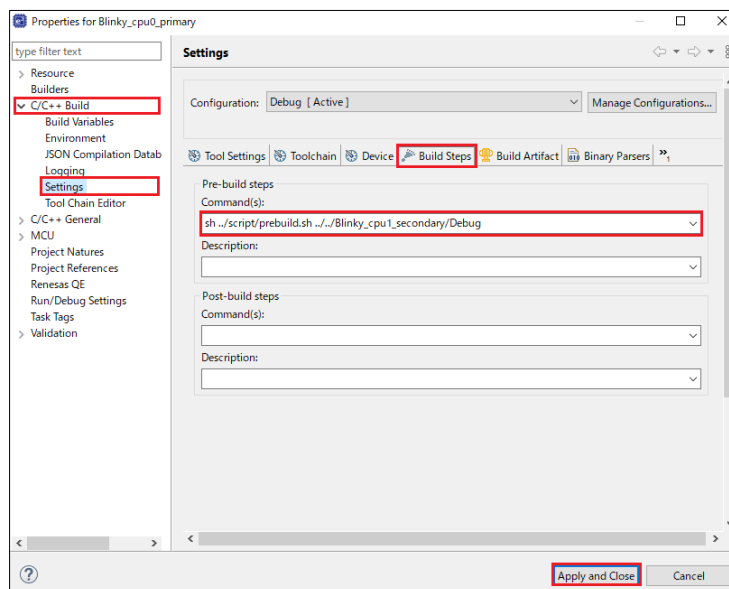 Properties for Blinky_cpu0_primary
type filter text
Settings
Resource
Builders
C/C++ Build
Build Variables
Environment
JSON Compilation Datab
Logging
Settings
Tool Chain Editor
C/C++ General
MCU
Project Natures
Project References
Renesas QE
Run/Debug Settings
Task Tags
Validation
Configuration: Debug [ Active ] Manage Configurations...
Tool Settings Toolchain Device Build Steps Build Artifact Binary Parsers »1
Pre-build steps
Command(s):
sh ../script/prebuild.sh ../../Blinky_cpu1_secondary/Debug
Description:
Post-build steps
Command(s):
Description:
Apply and Close Cancel